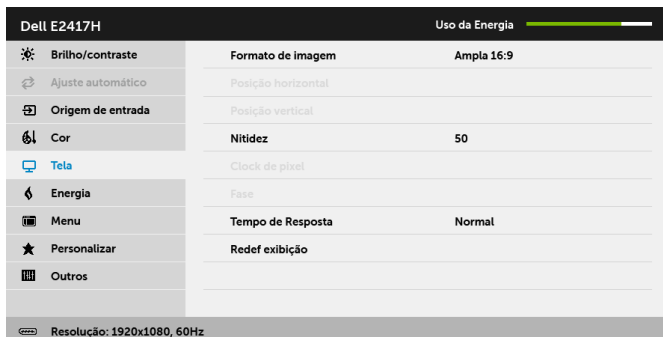 Dell E2417H Uso da Energia
Brilho/contraste Formato de imagem Ampla 16:9
Ajuste automático Posição horizontal
Origem de entrada Posição vertical
Cor Nitidez 50
Tela Clock de pixel
Energia Fase
Menu Tempo de Resposta Normal
Personalizar Redef exibição
Outros
Resolução: 1920x1080, 60Hz